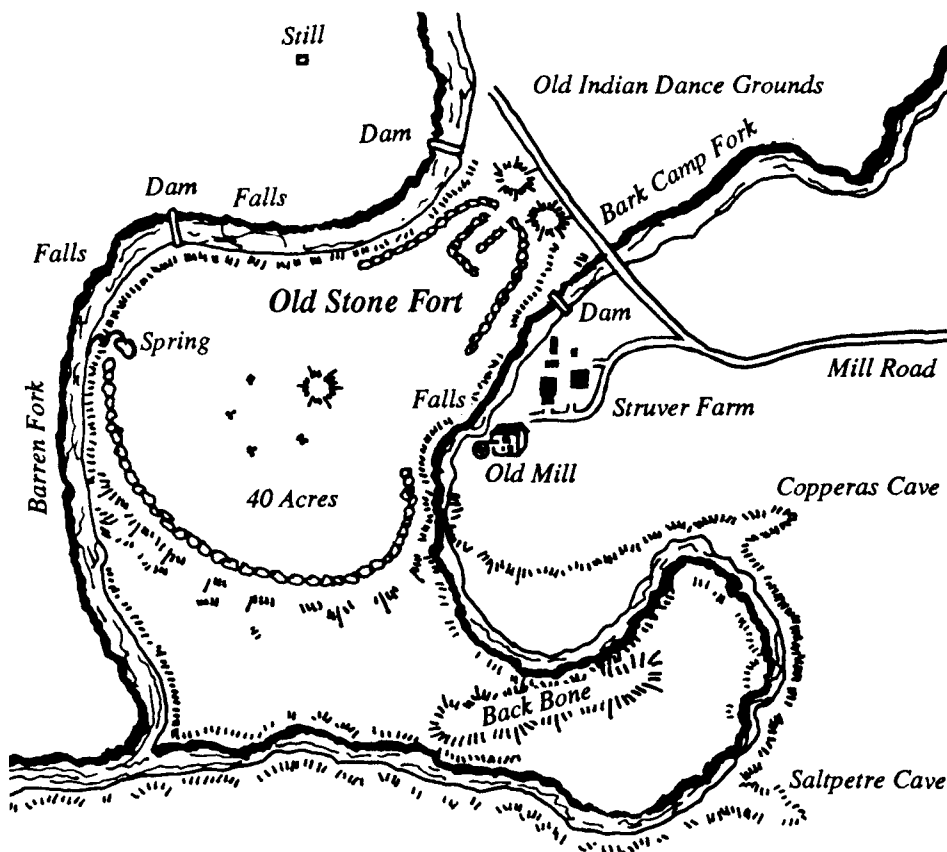 Still
Old Indian Dance Grounds
Dam
Bark Camp Fork
Dam
Falls
Falls
Old Stone Fort
Dam
Spring
Mill Road
Falls
Struver Farm
Barren Fork
Old Mill
40 Acres
Copperas Cave
Back Bone
Saltpetre Cave